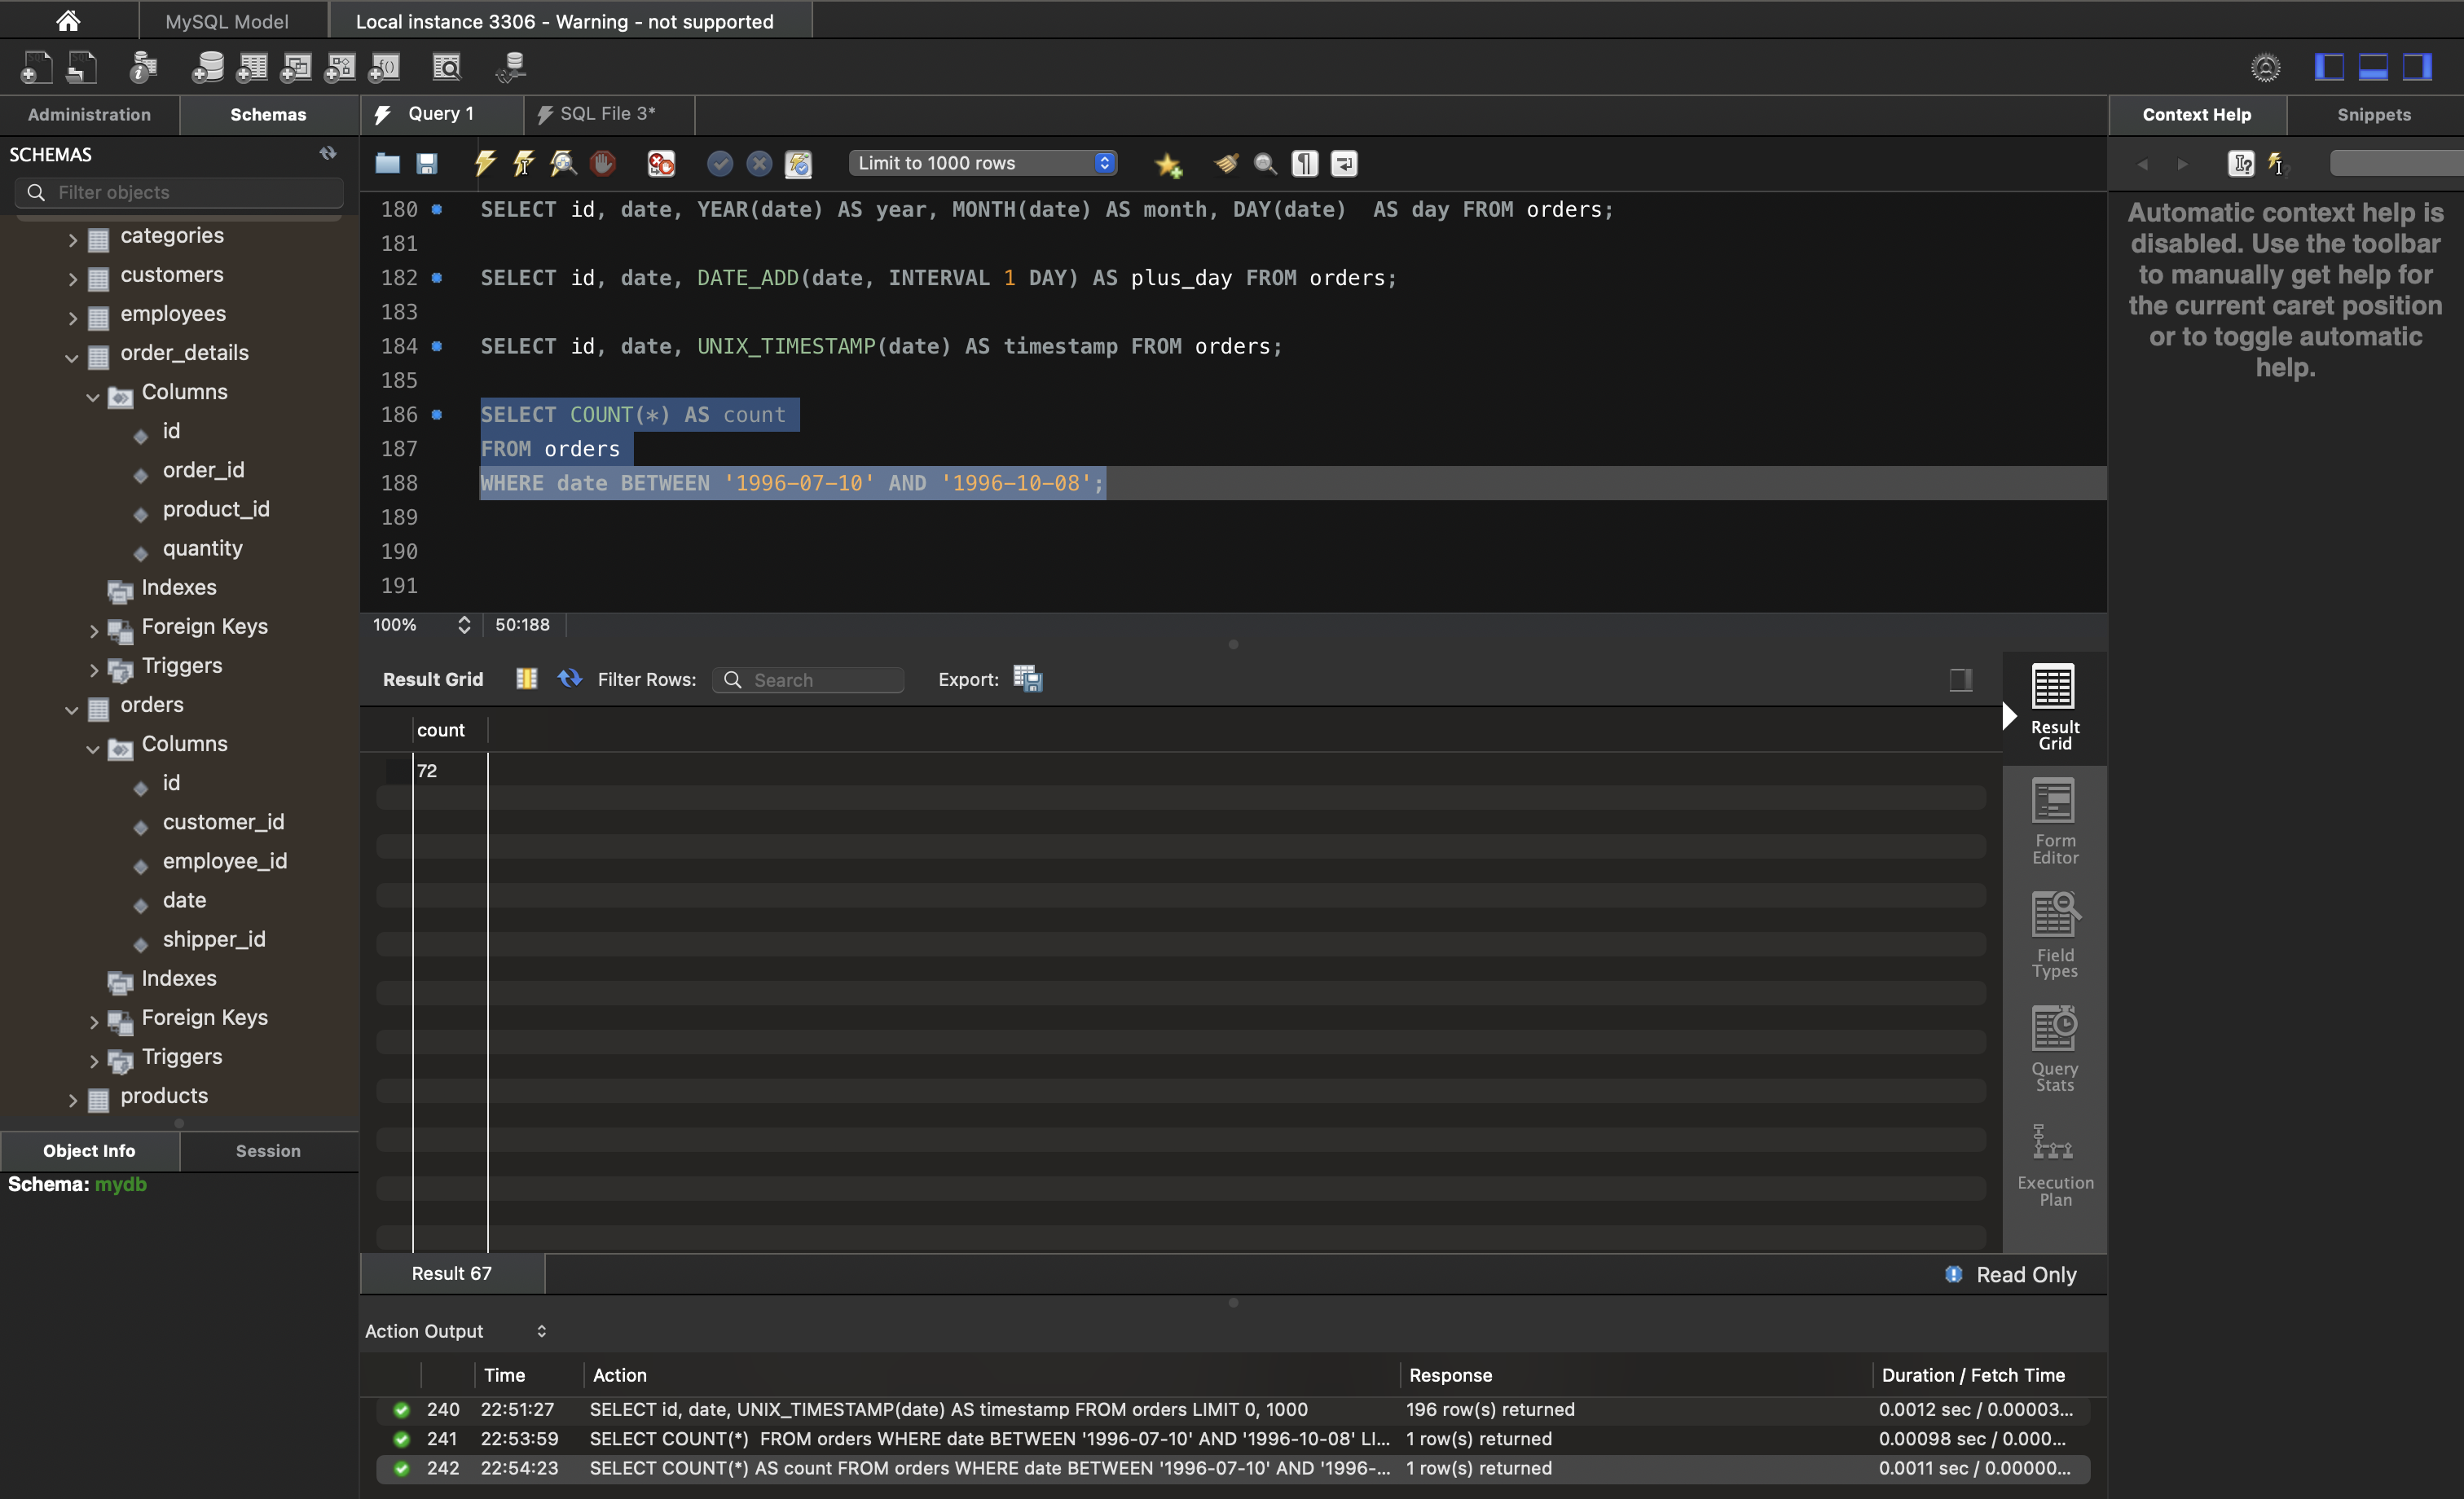 MySQL Model
Local instance 3306 - Warning - not supported
Administration
Schemas
Query 1
SQL File 3*
Context Help
Snippets
SCHEMAS
Filter objects
Limit to 1000 rows
categories
customers
employees
order_details
Columns
id
order_id
product_id
quantity
Indexes
Foreign Keys
Triggers
orders
Columns
id
customer_id
employee_id
date
shipper_id
Indexes
Foreign Keys
Triggers
products
Object Info
Session
Schema: mydb
180 SELECT id, date, YEAR(date) AS year, MONTH(date) AS month, DAY(date)  AS day FROM orders;
181
182 SELECT id, date, DATE_ADD(date, INTERVAL 1 DAY) AS plus_day FROM orders;
183
184 SELECT id, date, UNIX_TIMESTAMP(date) AS timestamp FROM orders;
185
186 SELECT COUNT(*) AS count
187 FROM orders
188 WHERE date BETWEEN '1996-07-10' AND '1996-10-08';
189
190
191
100%
50:188
Result Grid
Filter Rows:
Search
Export:
count
72
Result
Grid
Form
Editor
Field
Types
Query
Stats
Execution
Plan
Result 67
Read Only
Action Output
Time Action Response Duration / Fetch Time
240 22:51:27 SELECT id, date, UNIX_TIMESTAMP(date) AS timestamp FROM orders LIMIT 0, 1000 196 row(s) returned 0.0012 sec / 0.00003...
241 22:53:59 SELECT COUNT(*)  FROM orders WHERE date BETWEEN '1996-07-10' AND '1996-10-08' LI... 1 row(s) returned 0.00098 sec / 0.000...
242 22:54:23 SELECT COUNT(*) AS count FROM orders WHERE date BETWEEN '1996-07-10' AND '1996-... 1 row(s) returned 0.0011 sec / 0.00000...
Automatic context help is
disabled. Use the toolbar
to manually get help for
the current caret position
or to toggle automatic
help.